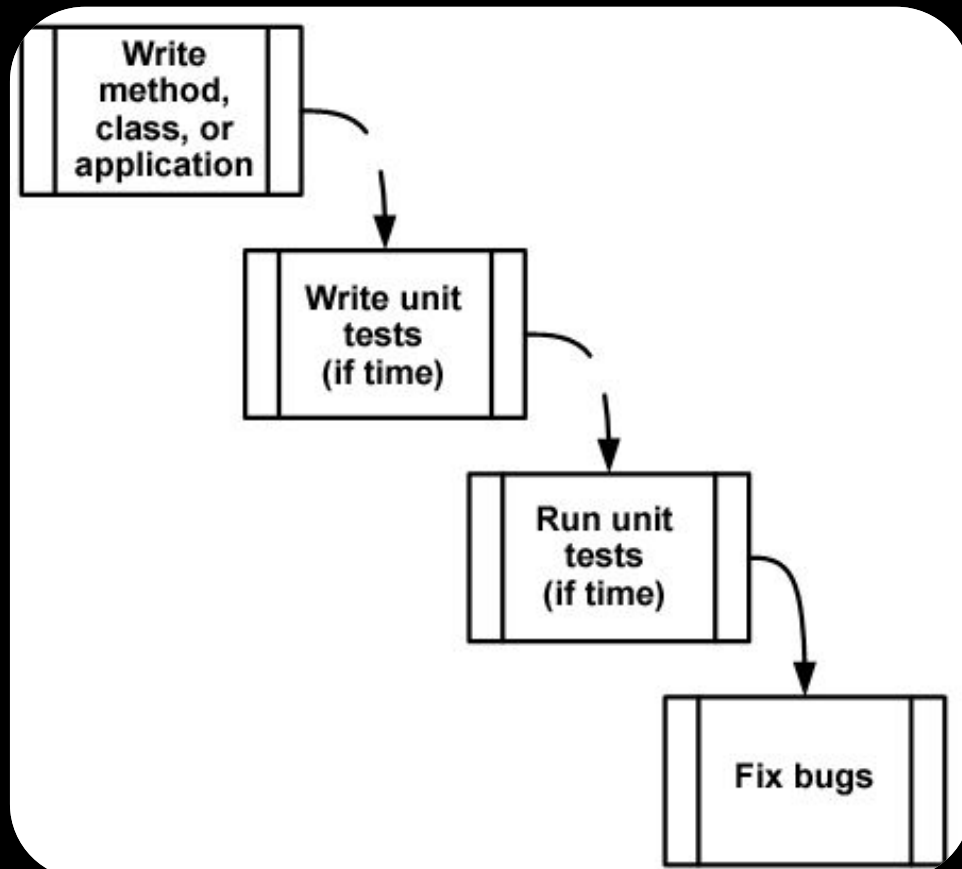 Write
method,
class, or
application
Write unit
tests
(if time)
Run unit
tests
(if time)
Fix bugs